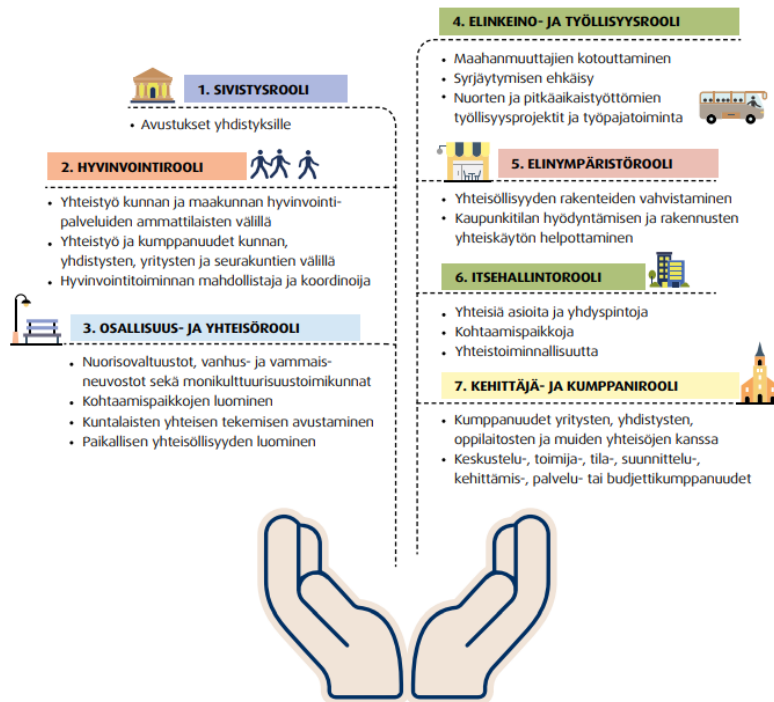 1. SIVISTYSROOLI
• Avustukset yhdistyksille
2. HYVINVOINTIROOLI
• Yhteistyö kunnan ja maakunnan hyvinvointi-
palveluiden ammattilaisten välillä
• Yhteistyö ja kumppanuudet kunnan,
yhdistysten, yritysten ja seurakuntien välillä
• Hyvinvointitoiminnan mahdollistaja ja koordinoija
3. OSALLISUUS- JA YHTEISÖROOLI
• Nuorisovaltuustot, vanhus- ja vammais-
neuvostot sekä monikulttuurisuustoimikunnat
• Kohtaamispaikkojen luominen
• Kuntalaisten yhteisen tekemisen avustaminen
• Paikallisen yhteisöllisyyden luominen
4. ELINKEINO- JA TYÖLLISYYSROOLI
• Maahanmuuttajien kotouttaminen
• Syrjäytymisen ehkäisy
• Nuorten ja pitkäaikaistyöttömien
työllisyysprojektit ja työpajatoiminta
5. ELINYMPÄRISTÖROOLI
• Yhteisöllisyyden rakenteiden vahvistaminen
• Kaupunkitilan hyödyntämisen ja rakennusten
yhteiskäytön helpottaminen
6. ITSEHALLINTOROOLI
• Yhteisiä asioita ja yhdyspintoja
• Kohtaamispaikkoja
• Yhteistoiminnallisuutta
7. KEHITTÄJÄ- JA KUMPPANIROOLI
• Kumppanuudet yritysten, yhdistysten,
oppilaitosten ja muiden yhteisöjen kanssa
• Keskustelu-, toimija-, tila-, suunnittelu-,
kehittämis-, palvelu- tai budjettikumppanuudet